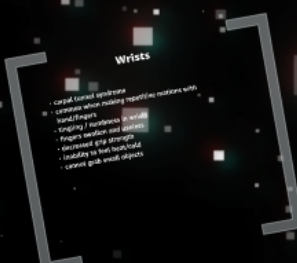 Wrists
- carpal tunnel syndrome
- common when making repetitive motions with
hand/fingers
- tingling / numbness in wrists
- fingers swollen and useless
- decreased grip strength
- inability to feel heat/cold
- cannot grab small objects